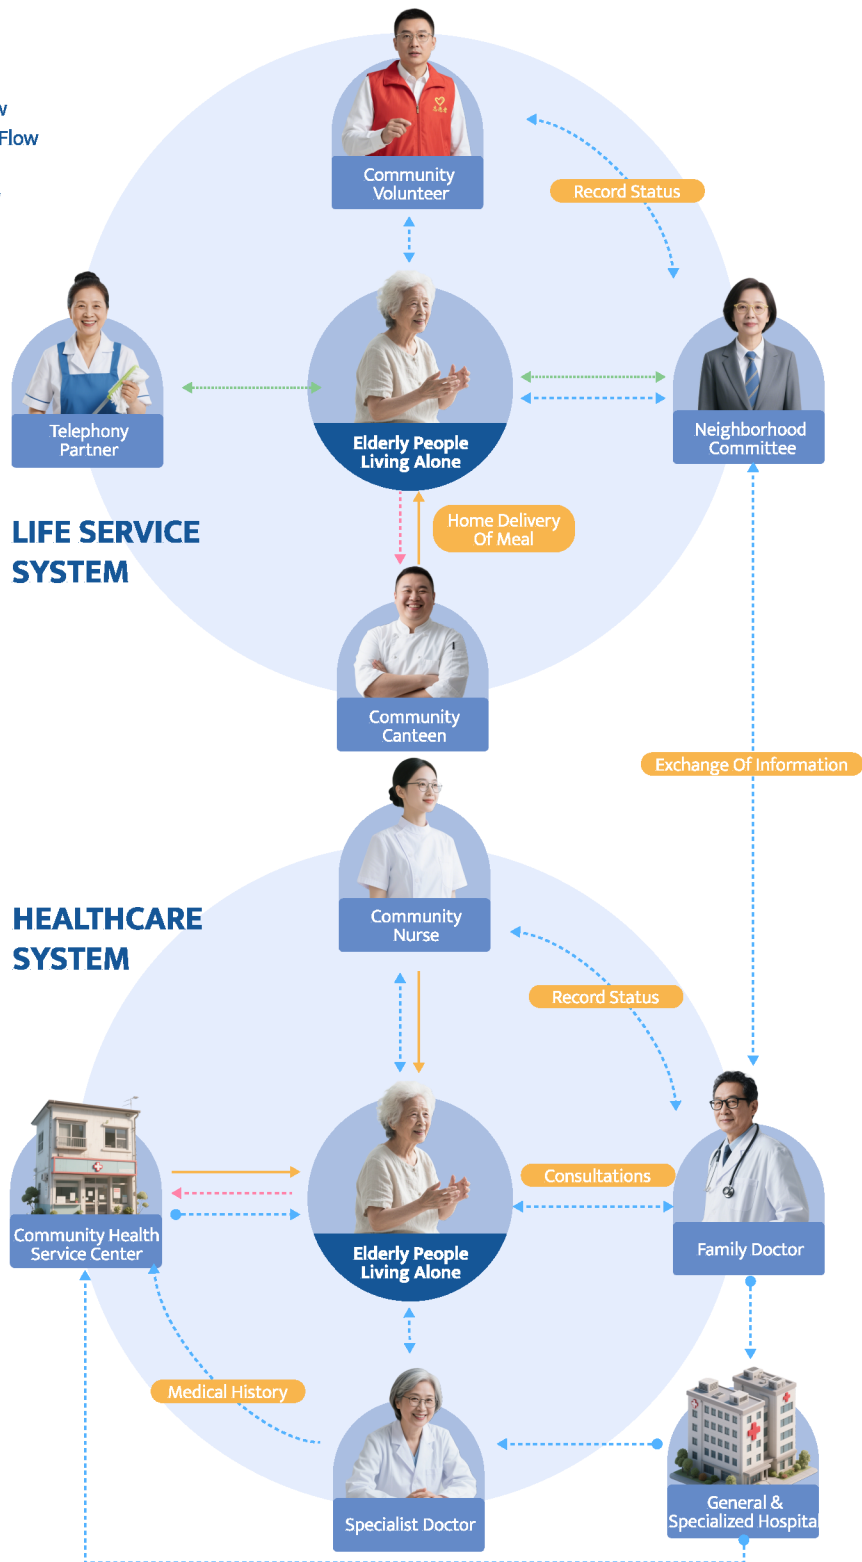 Flow
Community
Volunteer
Record Status
Telephony
Partner
Elderly People
Living Alone
Neighborhood
Committee
LIFE SERVICE
SYSTEM
Home Delivery
Of Meal
Community
Canteen
Exchange Of Information
HEALTHCARE
SYSTEM
Community
Nurse
Record Status
Community Health
Service Center
Elderly People
Living Alone
Consultations
Family Doctor
Medical History
Specialist Doctor
General &
Specialized Hospital